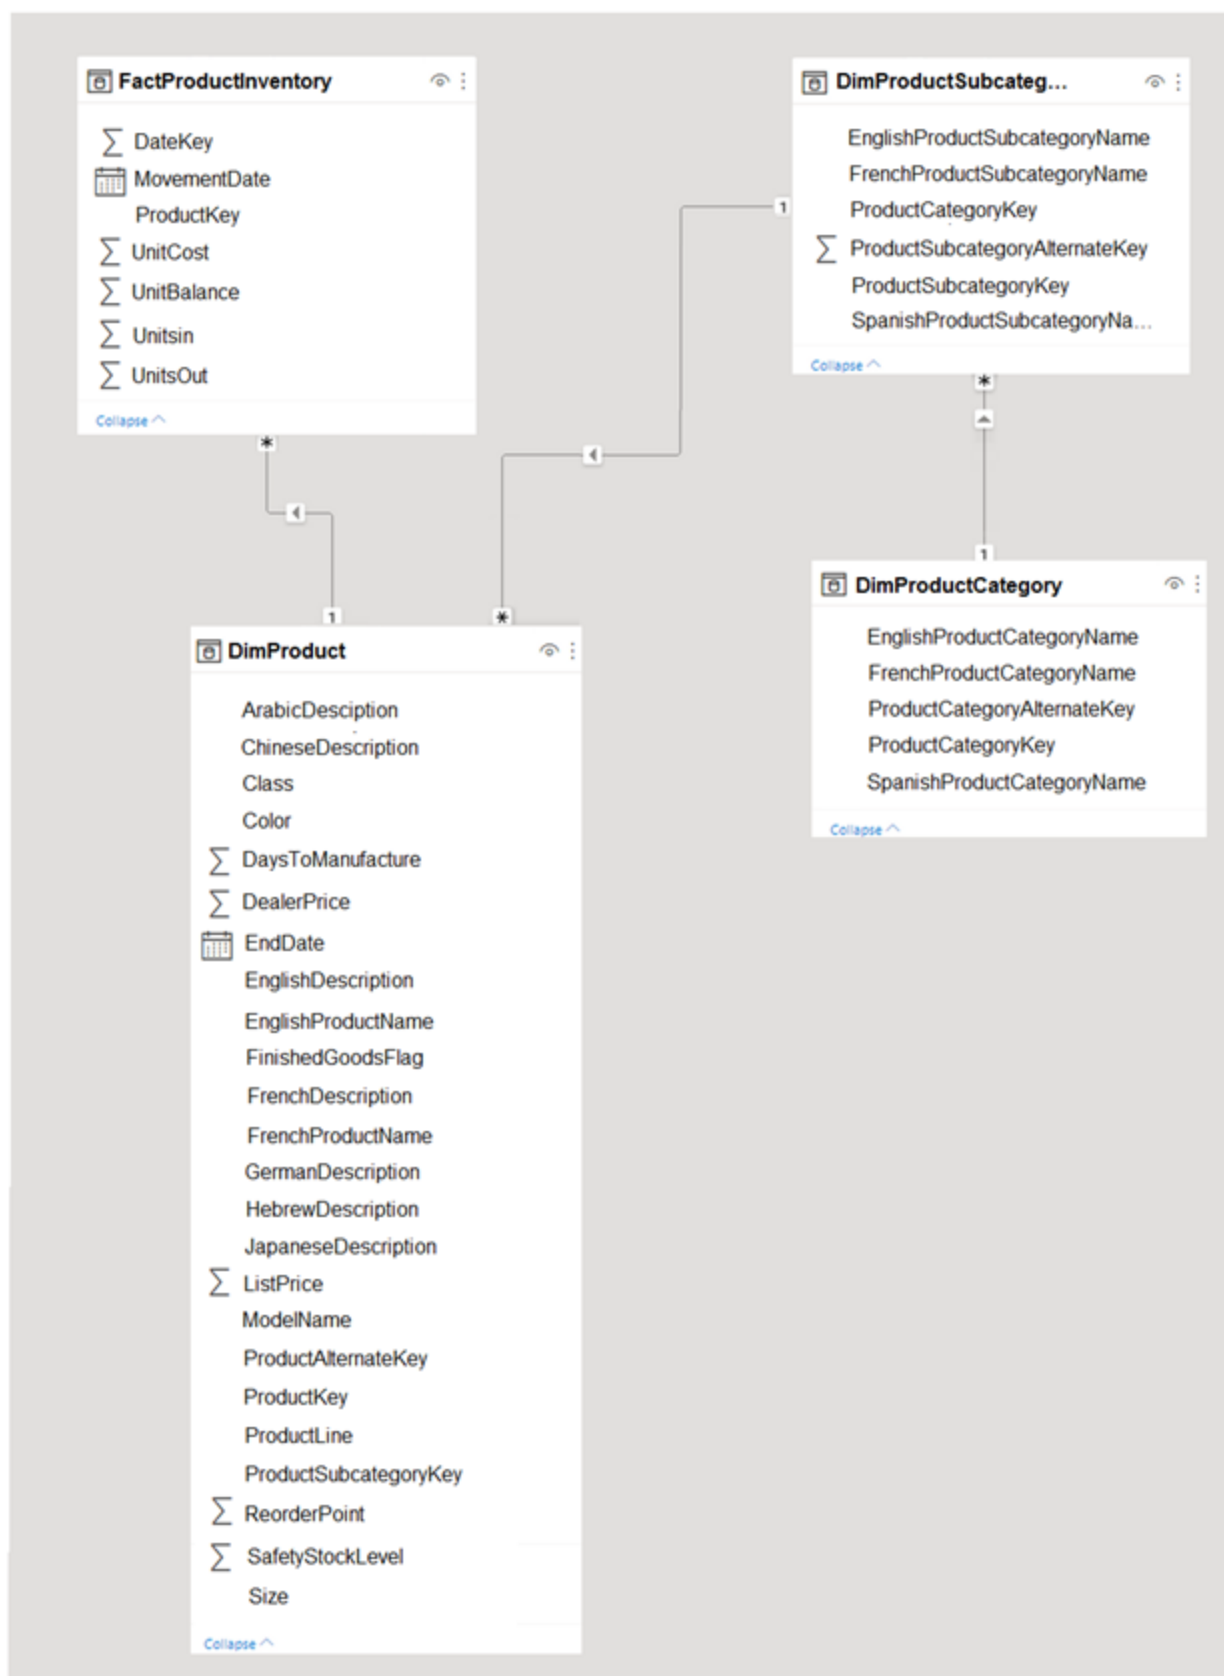 FactProductInventory
DateKey
MovementDate
ProductKey
UnitCost
UnitBalance
Unitsin
UnitsOut
Collapse
*
1
DimProductSubcateg...
EnglishProductSubcategoryName
FrenchProductSubcategoryName
ProductCategoryKey
ProductSubcategoryAlternateKey
ProductSubcategoryKey
SpanishProductSubcategoryNa...
Collapse
1
*
*
1
DimProductCategory
EnglishProductCategoryName
FrenchProductCategoryName
ProductCategoryAlternateKey
ProductCategoryKey
SpanishProductCategoryName
Collapse
DimProduct
ArabicDesciption
ChineseDescription
Class
Color
DaysToManufacture
DealerPrice
EndDate
EnglishDescription
EnglishProductName
FinishedGoodsFlag
FrenchDescription
FrenchProductName
GermanDescription
HebrewDescription
JapaneseDescription
ListPrice
ModelName
ProductAlternateKey
ProductKey
ProductLine
ProductSubcategoryKey
ReorderPoint
SafetyStockLevel
Size
Collapse